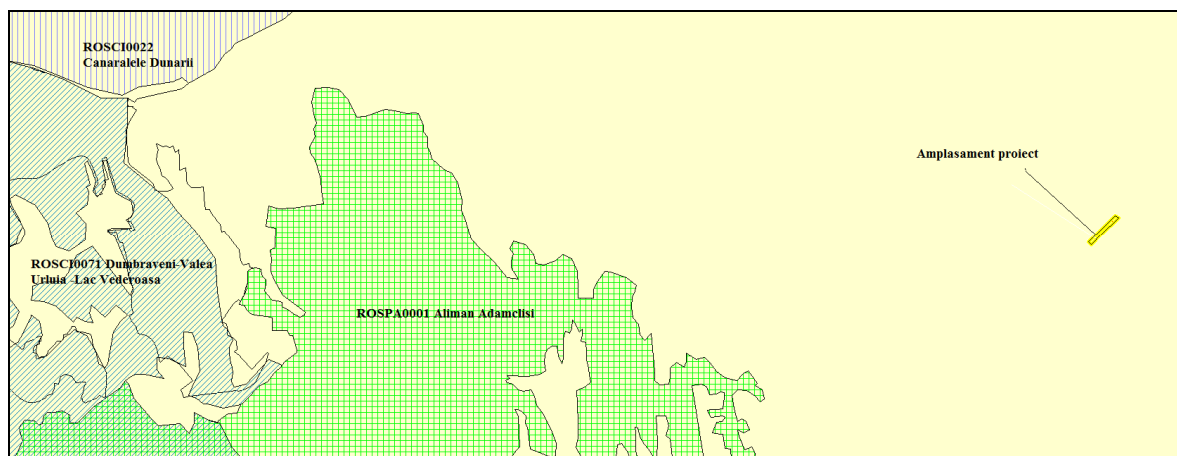 ROSCI0022
Canaralele Dunarii
Amplasament proiect
ROSCI0071 Dumbraveni-Valea
Urluia -Lac Vederoasa
ROSPA0001 Aliman Adamclisi